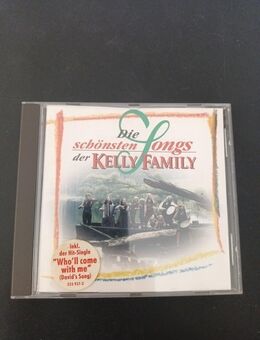 Die
schönsten Songs
der KELLY FAMILY
inkl.
der Hit-Single
"Who'll come
with me"
(David's Song)